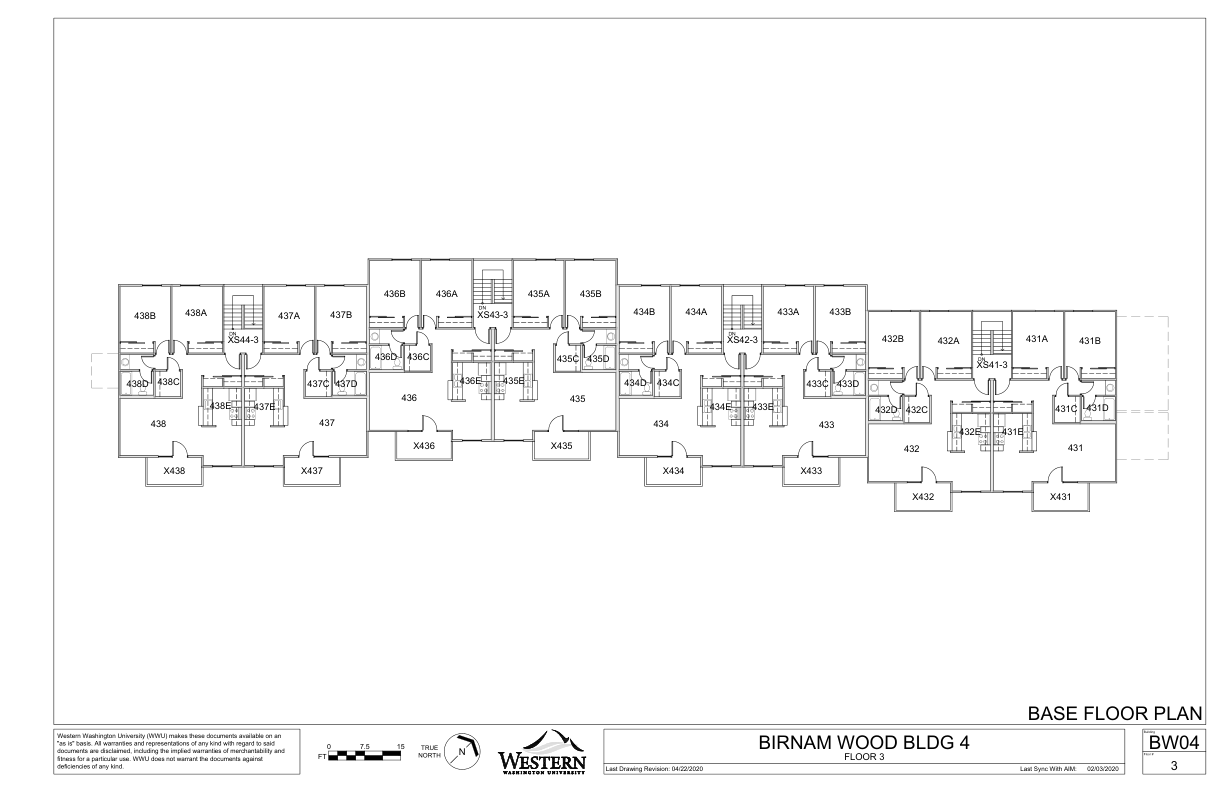 436B 436A 435A 435B
DN
XS43-3
438B 438A 437A 437B
DN
XS44-3
434B 434A 433A 433B
DN
XS42-3
432B 432A 431A 431B
DN
XS41-3
436D 436C 435C 435D
438D 438C 437C 437D
434D 434C 433C 433D
432D 432C 431C 431D
436E 435E
438E 437E
434E 433E
432E 431E
436 435
438 437
434 433
432 431
X436 X435
X438 X437
X434 X433
X432 X431
BASE FLOOR PLAN
Western Washington University (WWU) makes these documents available on an
"as is" basis. All warranties and representations of any kind with regard to said
documents are disclaimed, including the implied warranties of merchantability and
fitness for a particular use. WWU does not warrant the documents against
deficiencies of any kind.
0 7.5 15
FT
TRUE
NORTH
N
WESTERN
WASHINGTON UNIVERSITY
BIRNAM WOOD BLDG 4
FLOOR 3
Last Drawing Revision: 04/22/2020
Last Sync With AIM: 02/03/2020
BW04
3